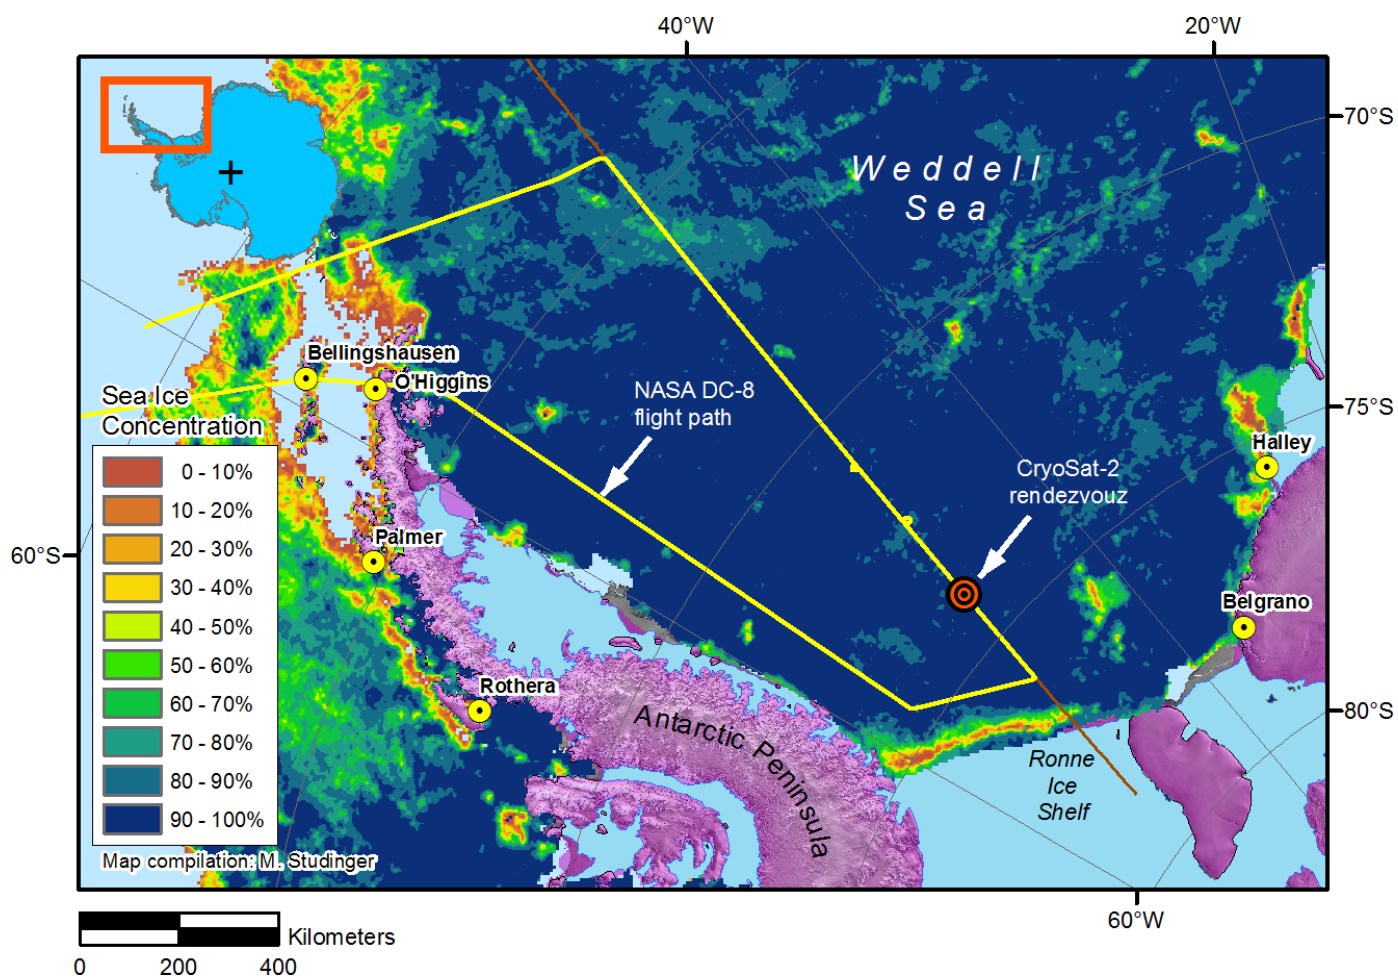 40°W
20°W
70°S
Weddell
Sea
Bellingshausen
O'Higgins
Sea Ice
Concentration
NASA DC-8
flight path
75°S
Halley
CryoSat-2
rendezvouz
0 - 10%
10 - 20%
20 - 30%
30 - 40%
40 - 50%
50 - 60%
60 - 70%
70 - 80%
80 - 90%
90 - 100%
Palmer
60°S
Belgrano
Rothera
Antarctic Peninsula
80°S
Ronne
Ice
Shelf
Map compilation: M. Studinger
60°W
Kilometers
0 200 400